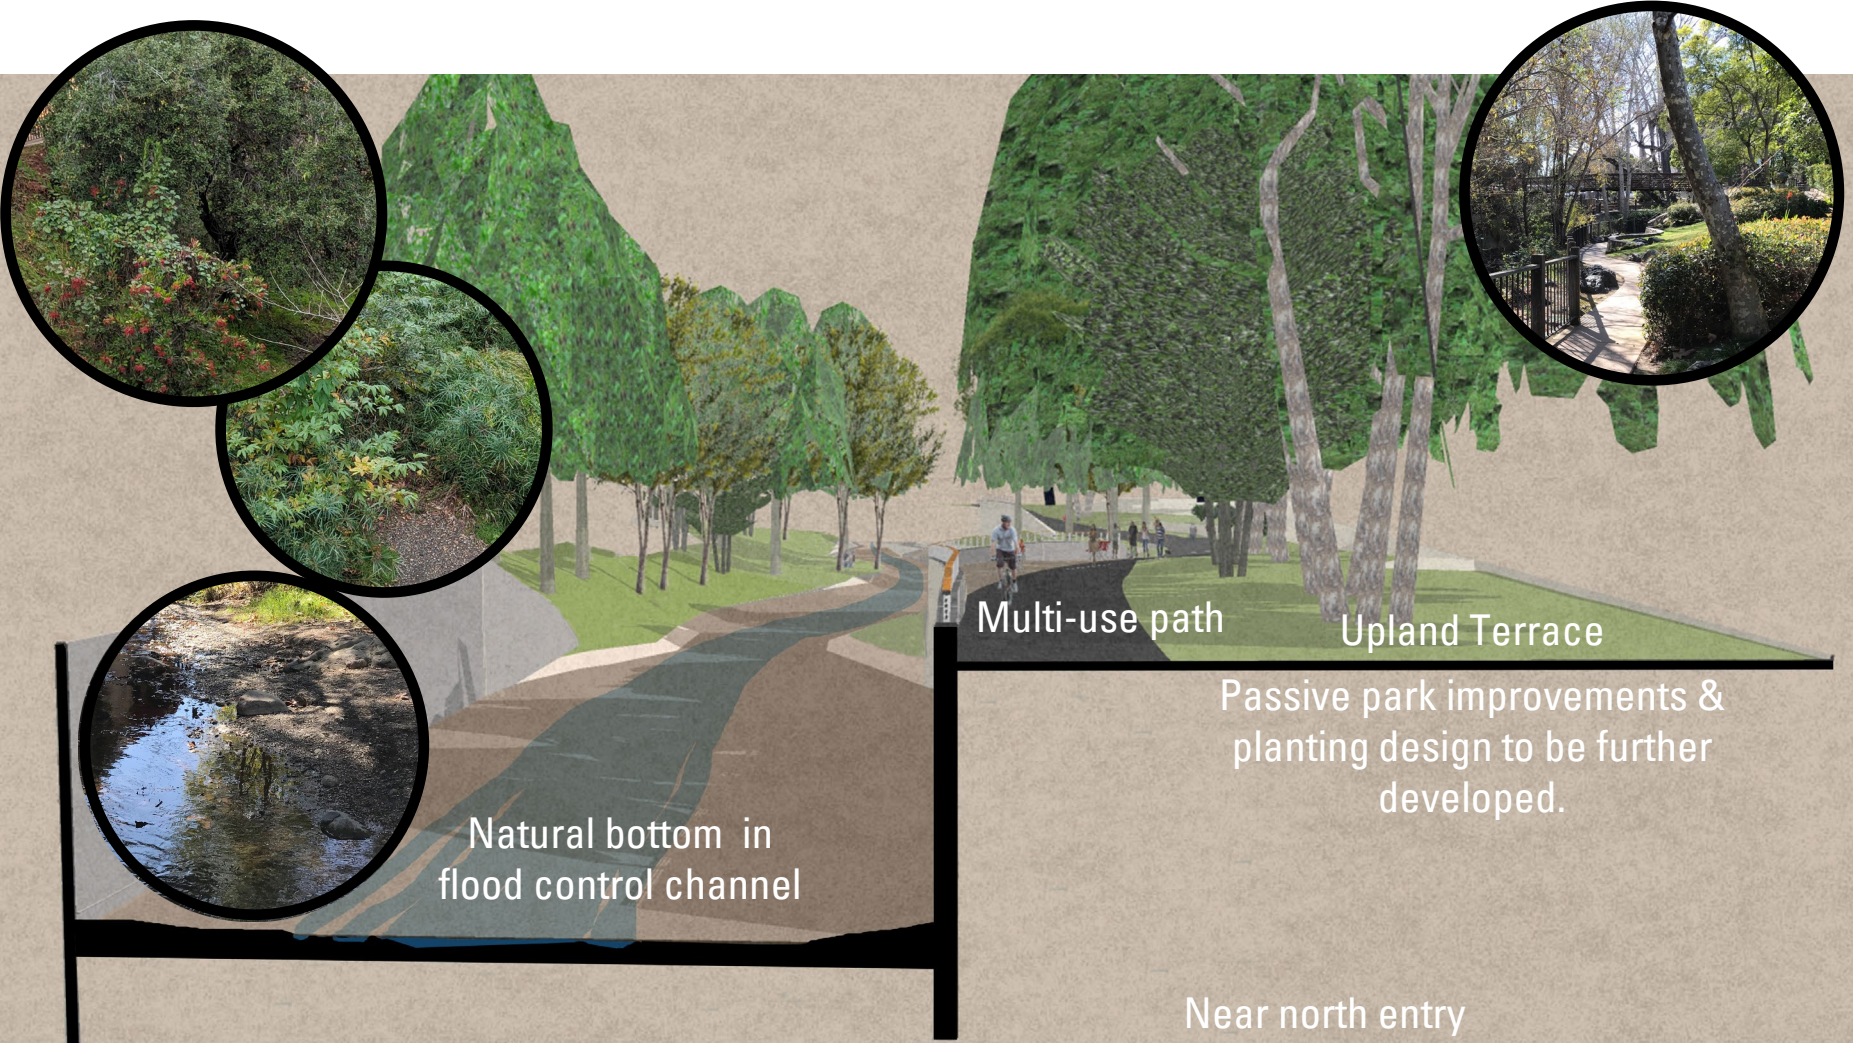 Multi-use path
Upland Terrace
Passive park improvements &
planting design to be further
developed.
Natural bottom in
flood control channel
Near north entry